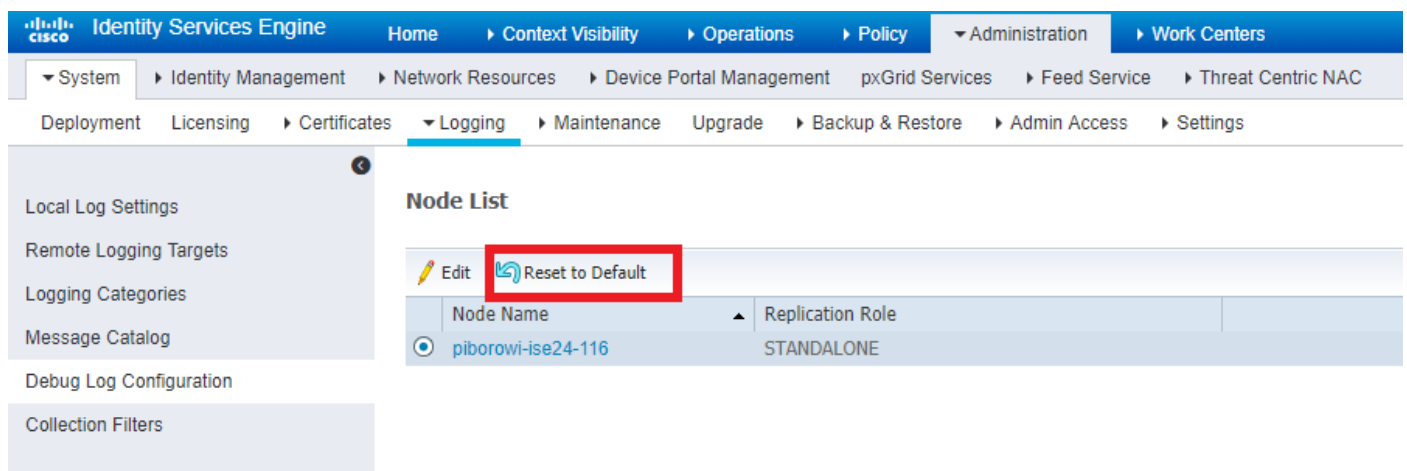 cisco Identity Services Engine Home Context Visibility Operations Policy Administration Work Centers
System Identity Management Network Resources Device Portal Management pxGrid Services Feed Service Threat Centric NAC
Deployment Licensing Certificates Logging Maintenance Upgrade Backup & Restore Admin Access Settings
Local Log Settings
Remote Logging Targets
Logging Categories
Message Catalog
Debug Log Configuration
Collection Filters
Node List
Edit Reset to Default
Node Name Replication Role
piborowi-ise24-116 STANDALONE